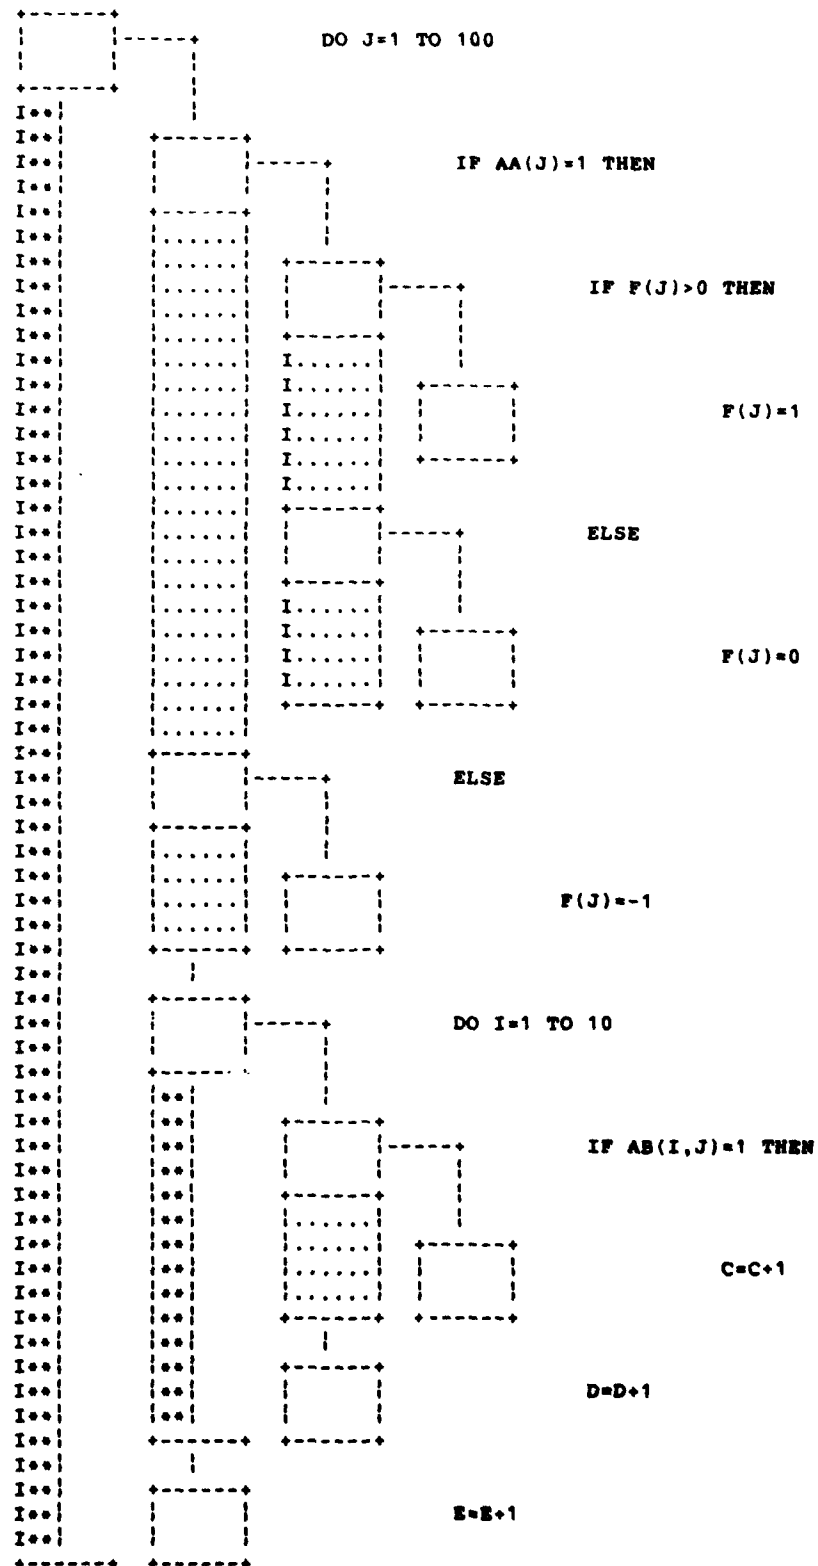 DO J=1 TO 100
IF AA(J)=1 THEN
IF F(J)>0 THEN
F(J)=1
ELSE
F(J)=0
ELSE
F(J)=-1
DO I=1 TO 10
IF AB(I,J)=1 THEN
C=C+1
D=D+1
E=E+1